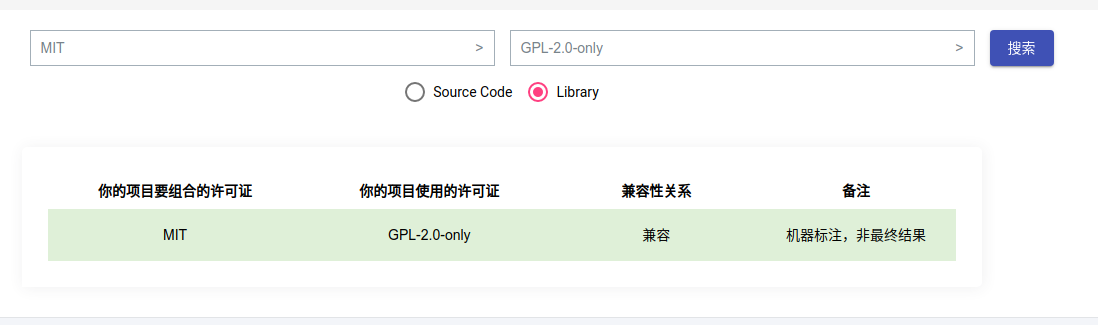 MIT > GPL-2.0-only > 搜索
Source Code Library
你的项目要组合的许可证 你的项目使用的许可证 兼容性关系 备注
MIT GPL-2.0-only 兼容 机器标注，非最终结果